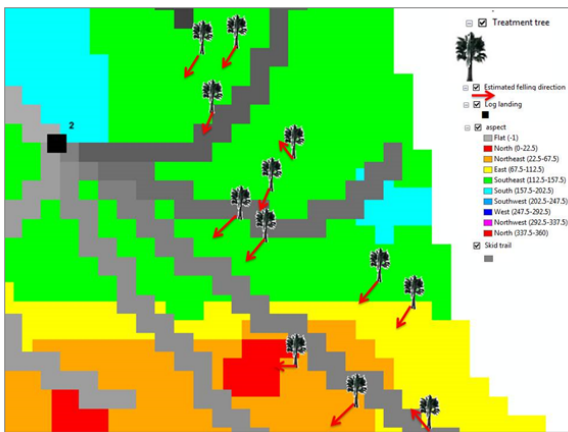 2
Treatment tree
Estimated felling direction
Log landing
aspect
Flat (-1)
North (0-22.5)
Northeast (22.5-67.5)
East (67.5-112.5)
Southeast (112.5-157.5)
South (157.5-202.5)
Southwest (202.5-247.5)
West (247.5-292.5)
Northwest (292.5-337.5)
North (337.5-360)
Skid trail